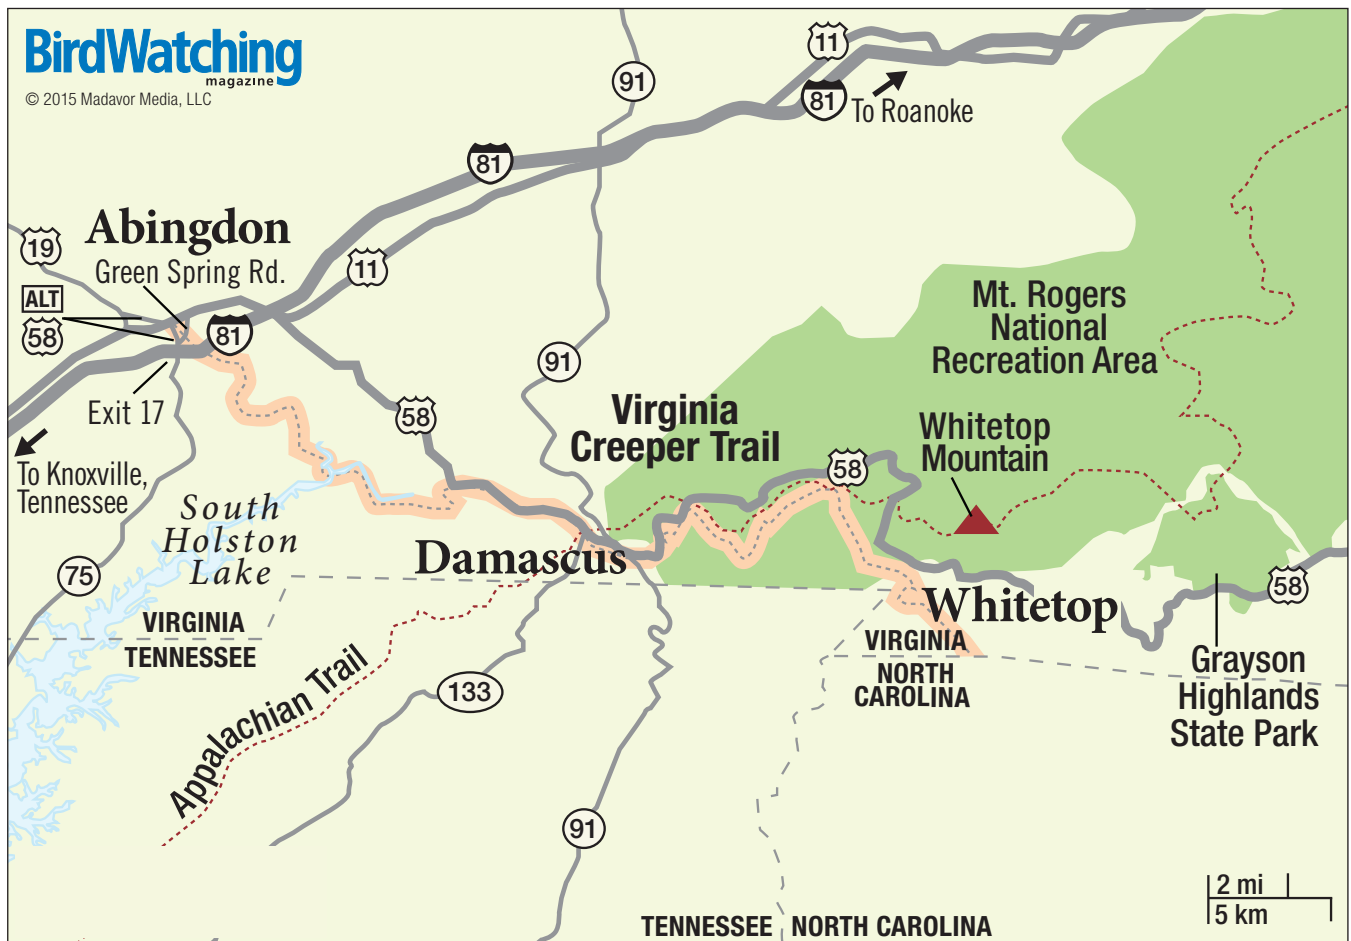 BirdWatching
magazine
© 2015 Madavor Media, LLC
11
91
81
To Roanoke
81
19
Abingdon
Green Spring Rd.
11
ALT
58
81
Mt. Rogers
National
Recreation Area
91
Exit 17
58
Virginia
Creeper Trail
Whitetop
Mountain
58
To Knoxville,
Tennessee
South
Holston
Lake
Damascus
75
58
Whitetop
VIRGINIA
TENNESSEE
VIRGINIA
NORTH
CAROLINA
Grayson
Highlands
State Park
Appalachian Trail
133
91
2 mi
5 km
TENNESSEE
NORTH CAROLINA